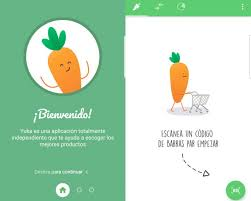 ¡Bienvenido!
Yuka es una aplicación totalmente
independiente que te ayuda a escoger los
mejores productos
Desliza para continuar >
ESCANEA UN CÓDIGO
DE BARRAS PAR EMPEZAR